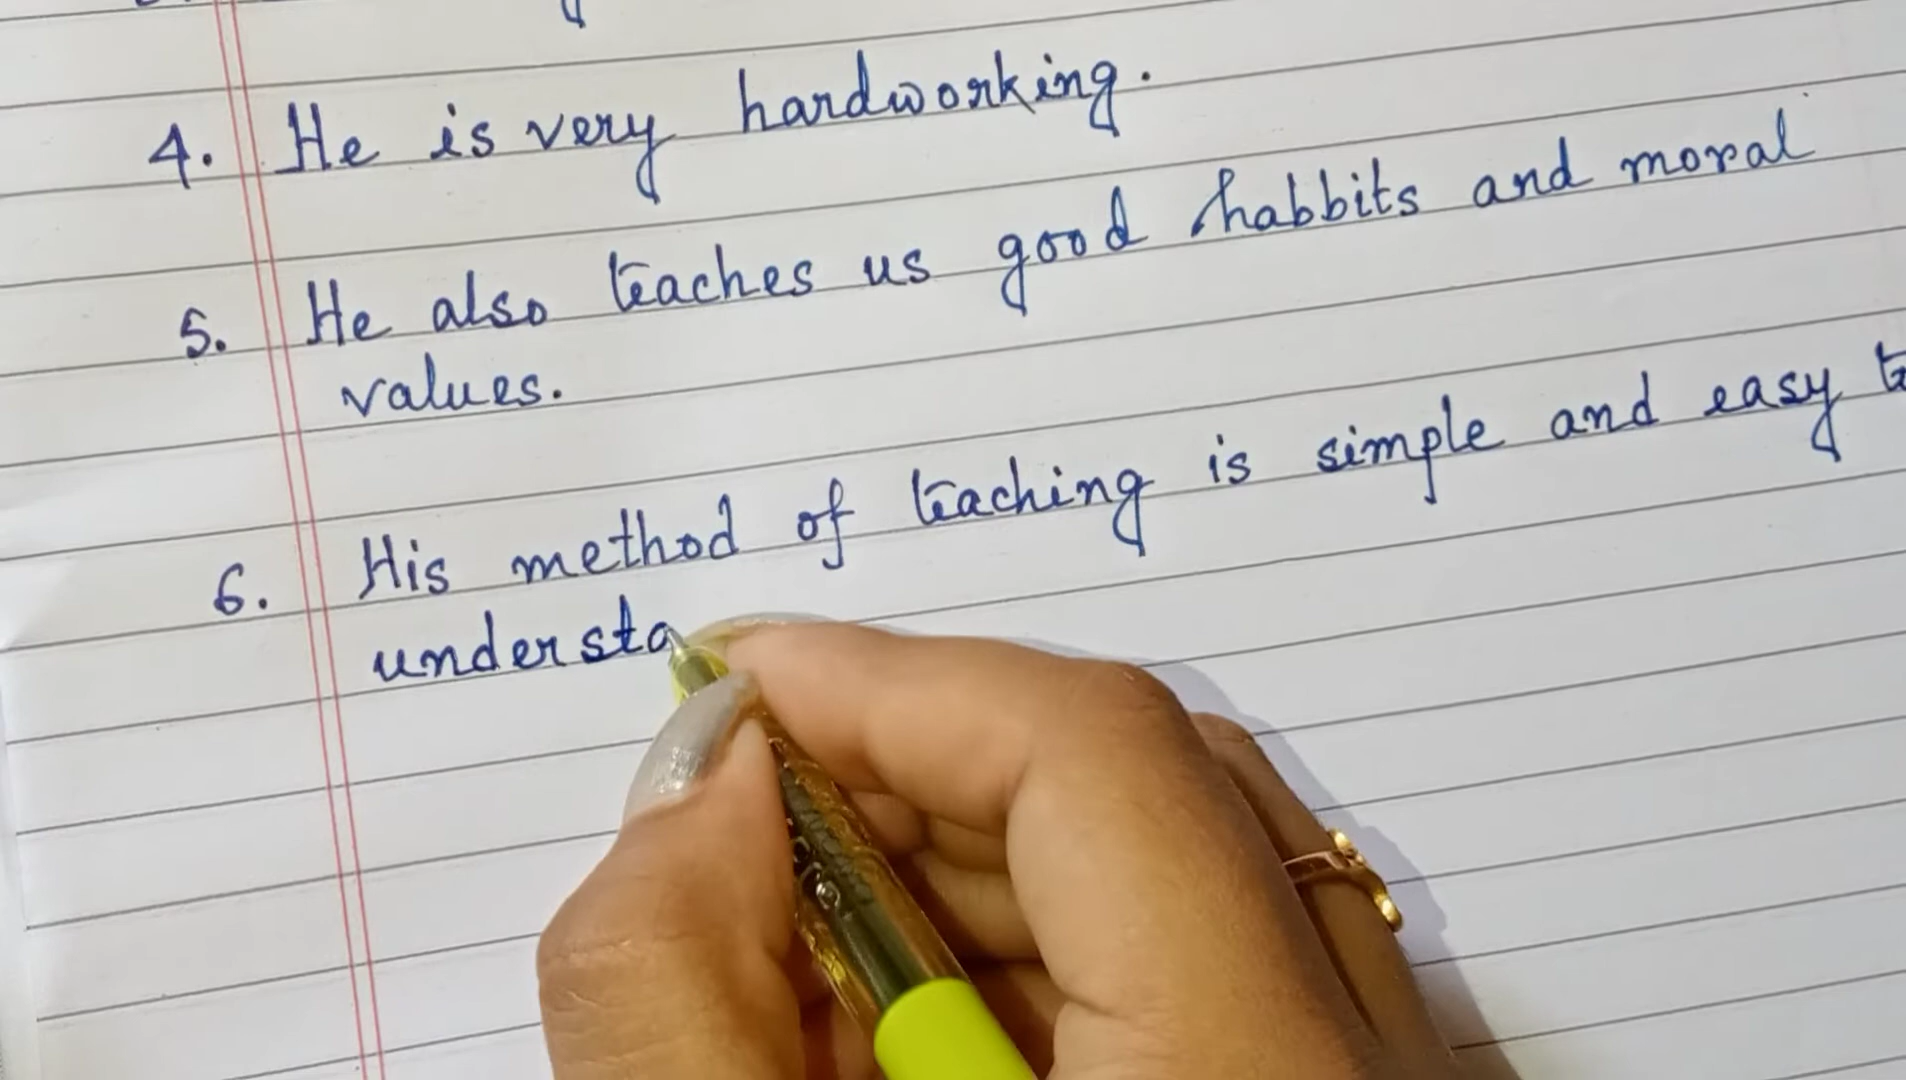 4. He is very hardworking.
5. He also teaches us good habbits and moral
values.
6. His method of teaching is simple and easy
understa